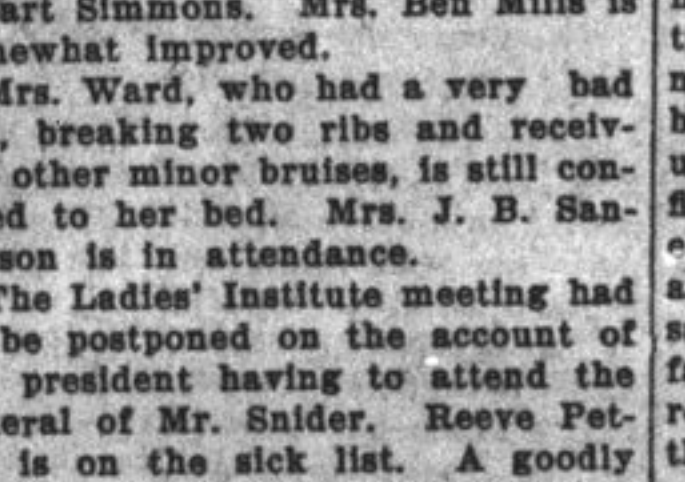 art Simmons. Mrs. Ben Mills is
mewhat improved.
Mrs. Ward, who had a very bad
, breaking two ribs and receiv-
other minor bruises, is still con-
ed to her bed. Mrs. J. B. San-
son is in attendance.
The Ladies' Institute meeting had
be postponed on the account of
president having to attend the
eral of Mr. Snider. Reeve Pet-
is on the sick list. A goodly